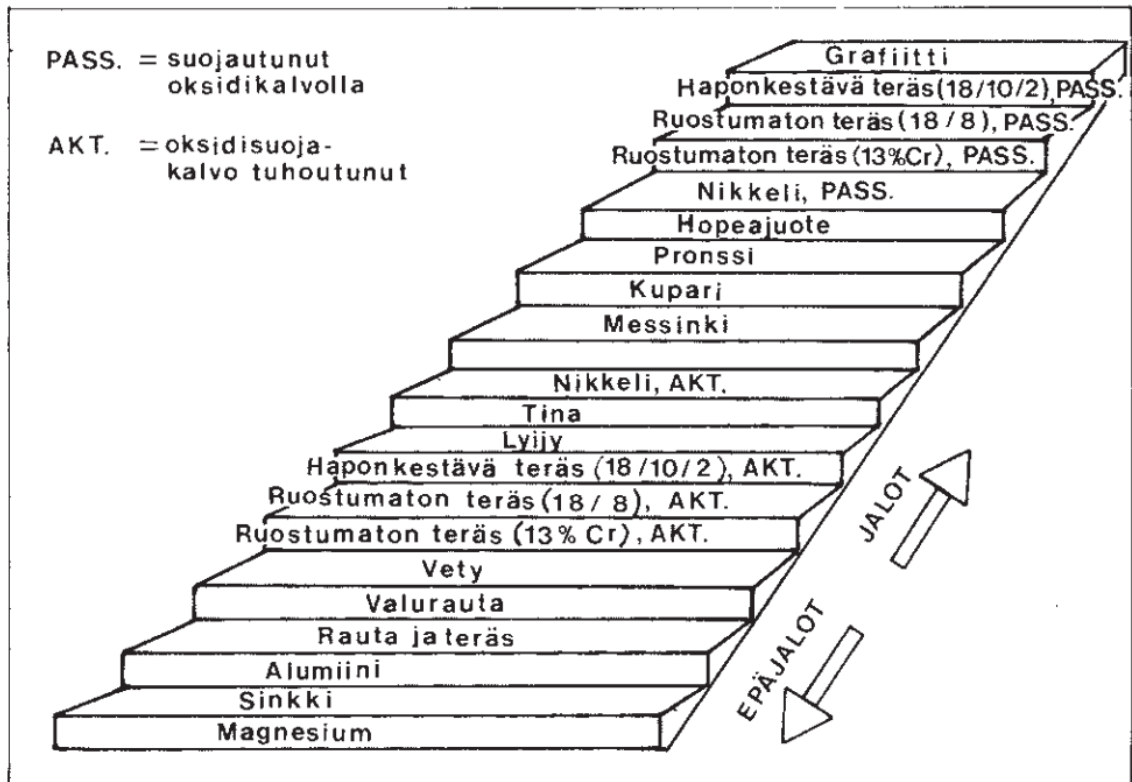 PASS. = suojautunut
oksidikalvolla
AKT. = oksidisuoja-
kalvo tuhoutunut
Grafiitti
Haponkestävä teräs (18/10/2), PASS.
Ruostumaton teräs (18/8), PASS.
Ruostumaton teräs (13%Cr), PASS.
Nikkeli, PASS.
Hopeajuote
Pronssi
Kupari
Messinki
Nikkeli, AKT.
Tina
Lyijy
Haponkestävä teräs (18/10/2), AKT.
Ruostumaton teräs (18/8), AKT.
Ruostumaton teräs (13% Cr), AKT.
Vety
Valurauta
Rauta ja teräs
Alumiini
Sinkki
Magnesium
JALOT
EPÄJALOT